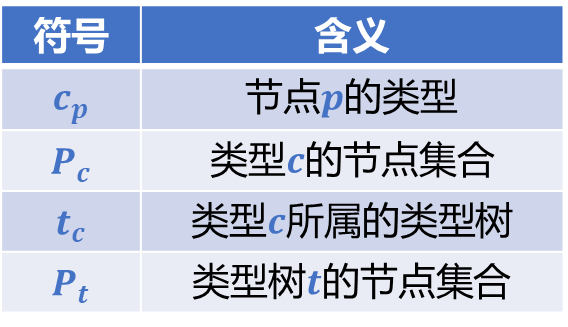 符号 含义
c_p 节点p的类型
P_c 类型c的节点集合
t_c 类型c所属的类型树
P_t 类型树t的节点集合